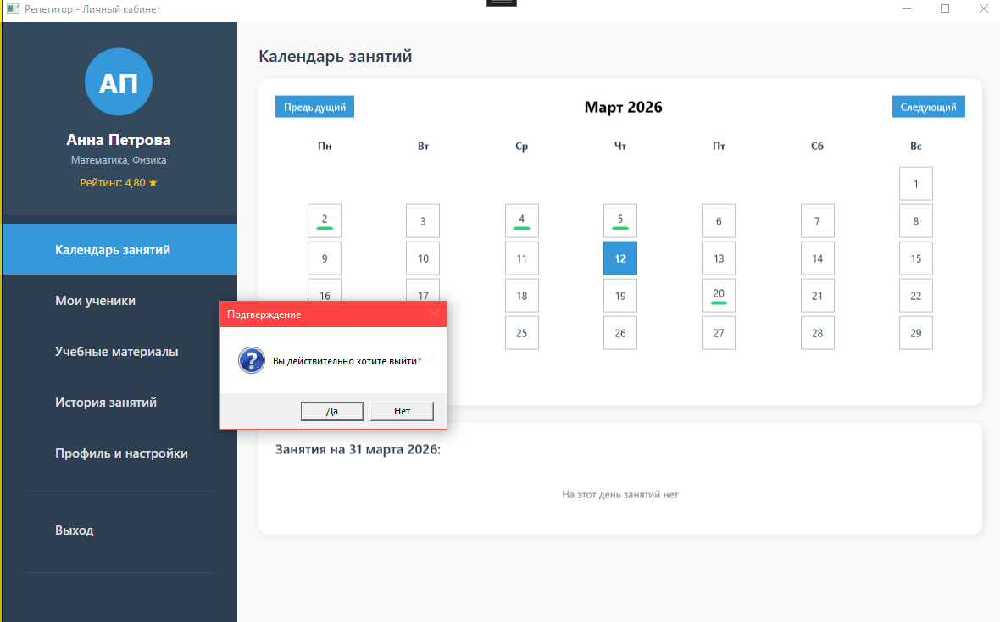 Репетитор - Личный кабинет
АП
Анна Петрова
Математика, Физика
Рейтинг: 4,80 ★
Календарь занятий
Мои ученики
Учебные материалы
История занятий
Профиль и настройки
Выход
Календарь занятий
Предыдущий Март 2026 Следующий
Пн Вт Ср Чт Пт Сб Вс
1
2 3 4 5 6 7 8
9 10 11 12 13 14 15
16 17 18 19 20 21 22
25 26 27 28 29
Подтверждение
Вы действительно хотите выйти?
Да Нет
Занятия на 31 марта 2026:
На этот день занятий нет